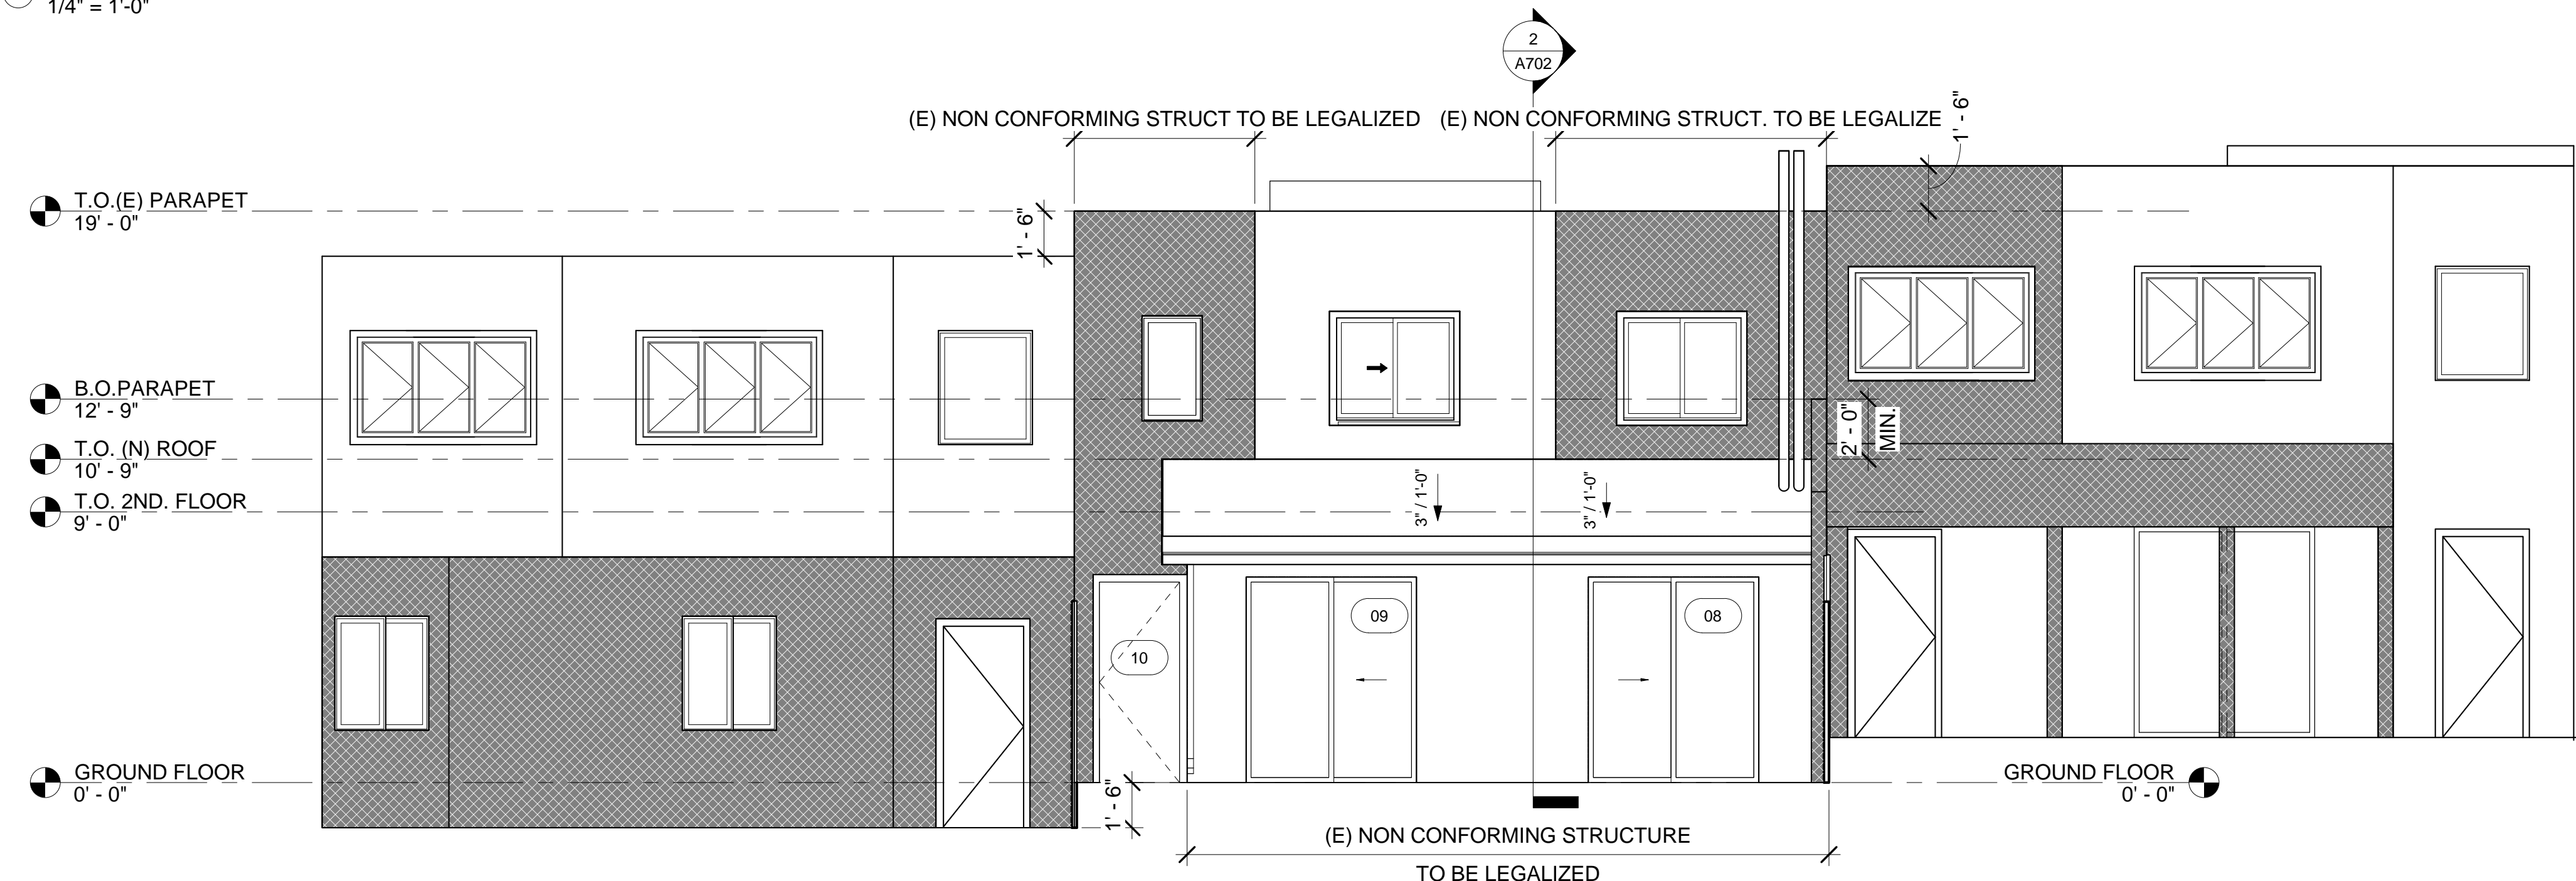 1/4" = 1'-0"
2
A702
(E) NON CONFORMING STRUCT TO BE LEGALIZED
(E) NON CONFORMING STRUCT. TO BE LEGALIZE
1' - 6"
T.O.(E) PARAPET
19' - 0"
1' - 6"
B.O.PARAPET
12' - 9"
2' - 0"
MIN.
T.O. (N) ROOF
10' - 9"
T.O. 2ND. FLOOR
9' - 0"
3" / 1'-0"
3" / 1'-0"
09
08
10
GROUND FLOOR
0' - 0"
GROUND FLOOR
0' - 0"
1' - 6"
(E) NON CONFORMING STRUCTURE
TO BE LEGALIZED